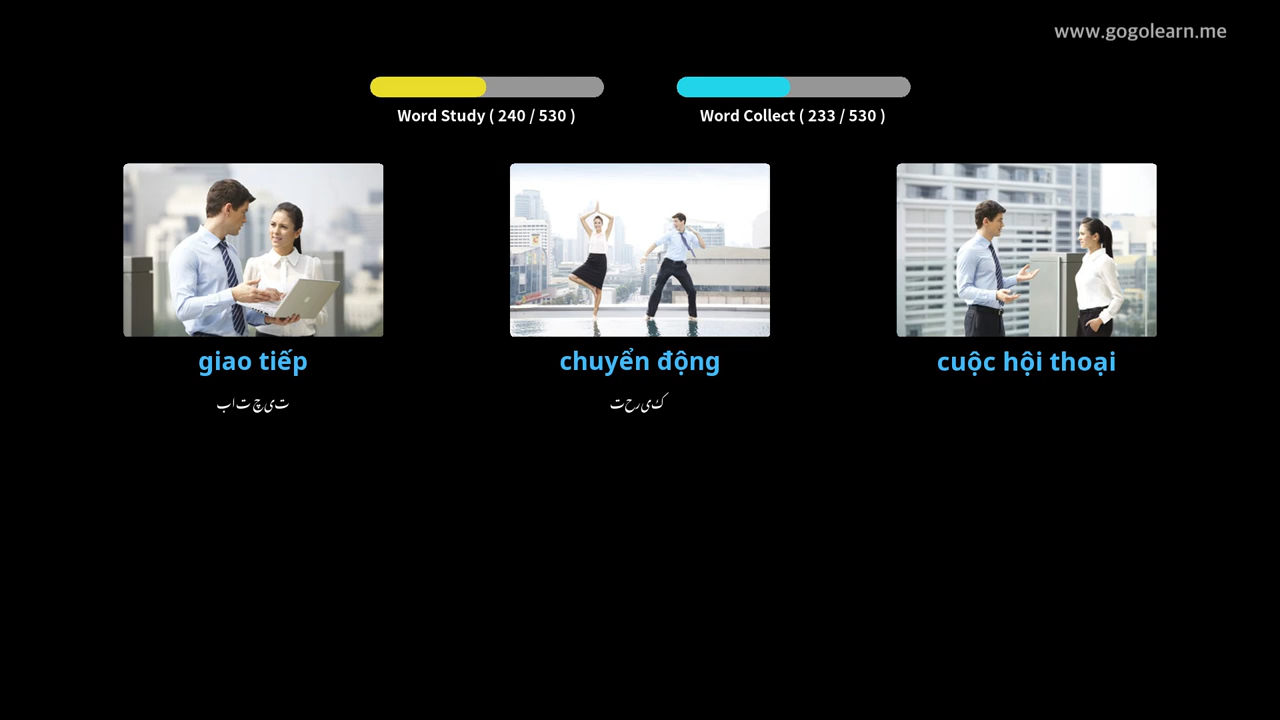 www.gogolearn.me
Word Study ( 240 / 530 )
Word Collect ( 233 / 530 )
giao tiếp
chuyển động
cuộc hội thoại
بات چیت
تحریک